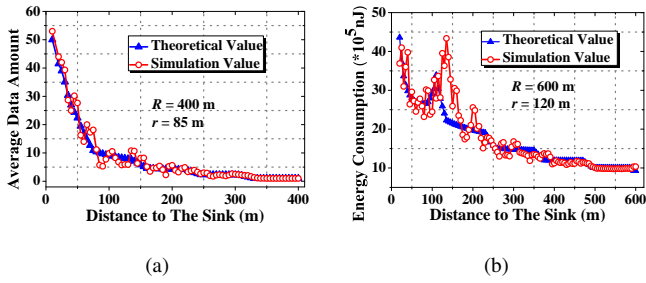 (a)
Average Data Amount
60
50
40
30
20
10
0
Theoretical Value
Simulation Value
R = 400 m
r = 85 m
0 100 200 300 400
Distance to The Sink (m)
(a)
(b)
Energy Consumption (*10^5nJ)
50
40
30
20
10
Theoretical Value
Simulation Value
R = 600 m
r = 120 m
0 100 200 300 400 500 600
Distance to The Sink (m)
(b)